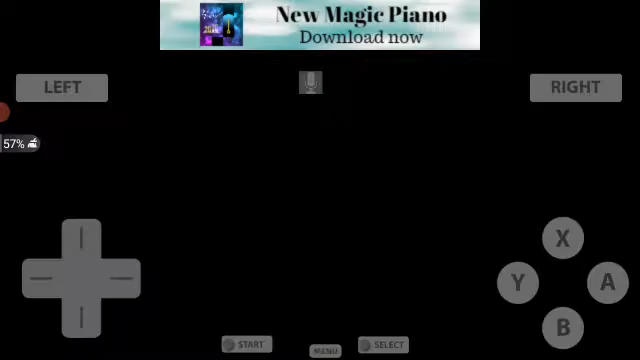 New Magic Piano
Download now
LEFT
RIGHT
57%
X
Y
A
B
START
SELECT
MENU